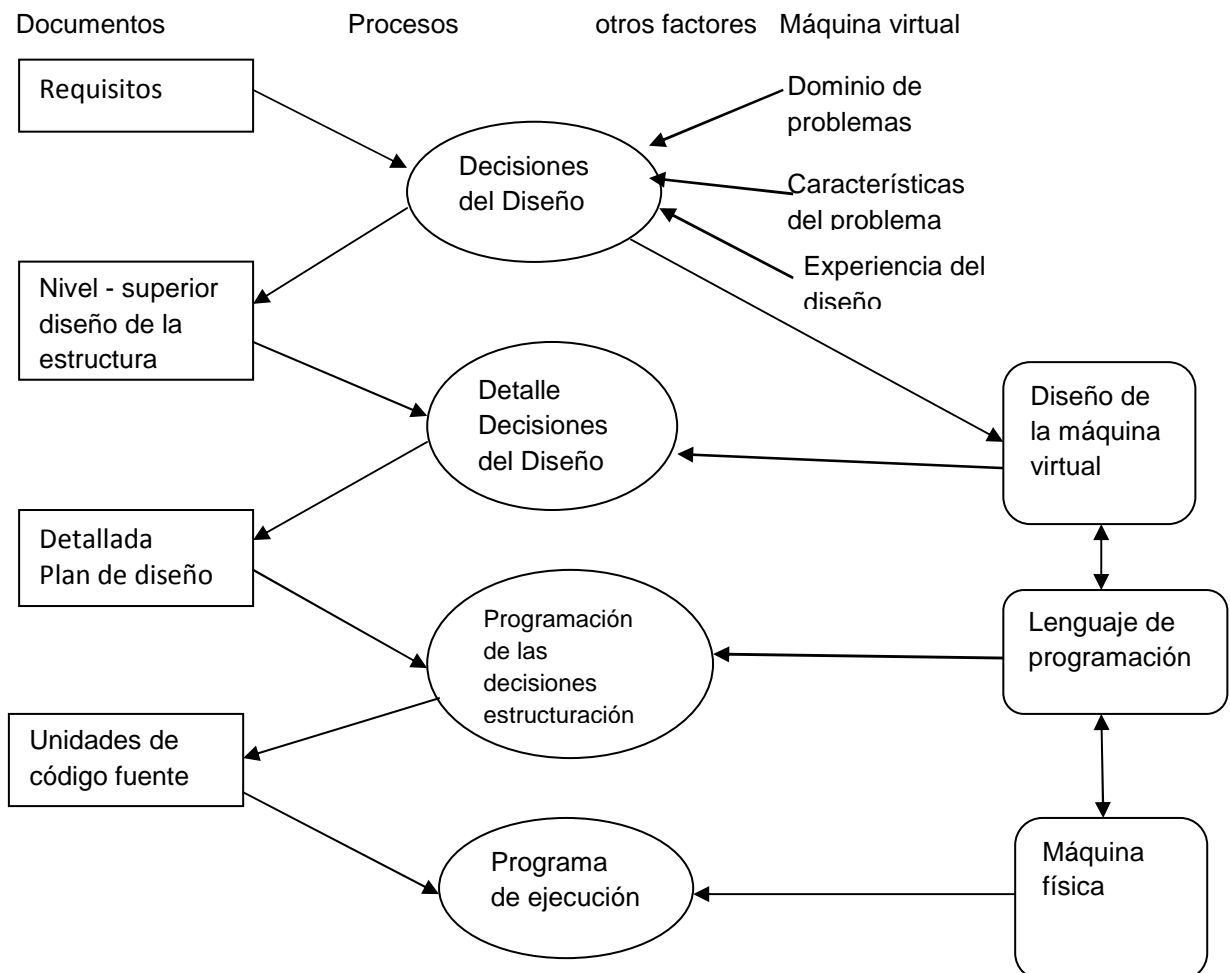 Documentos Procesos otros factores Máquina virtual
Requisitos
Dominio de
problemas
Decisiones
del Diseño
Características
del problema
Experiencia del
diseño
Nivel - superior
diseño de la
estructura
Detalle
Decisiones
del Diseño
Diseño de
la máquina
virtual
Detallada
Plan de diseño
Programación
de las
decisiones
estructuración
Lenguaje de
programación
Unidades de
código fuente
Programa
de ejecución
Máquina
física